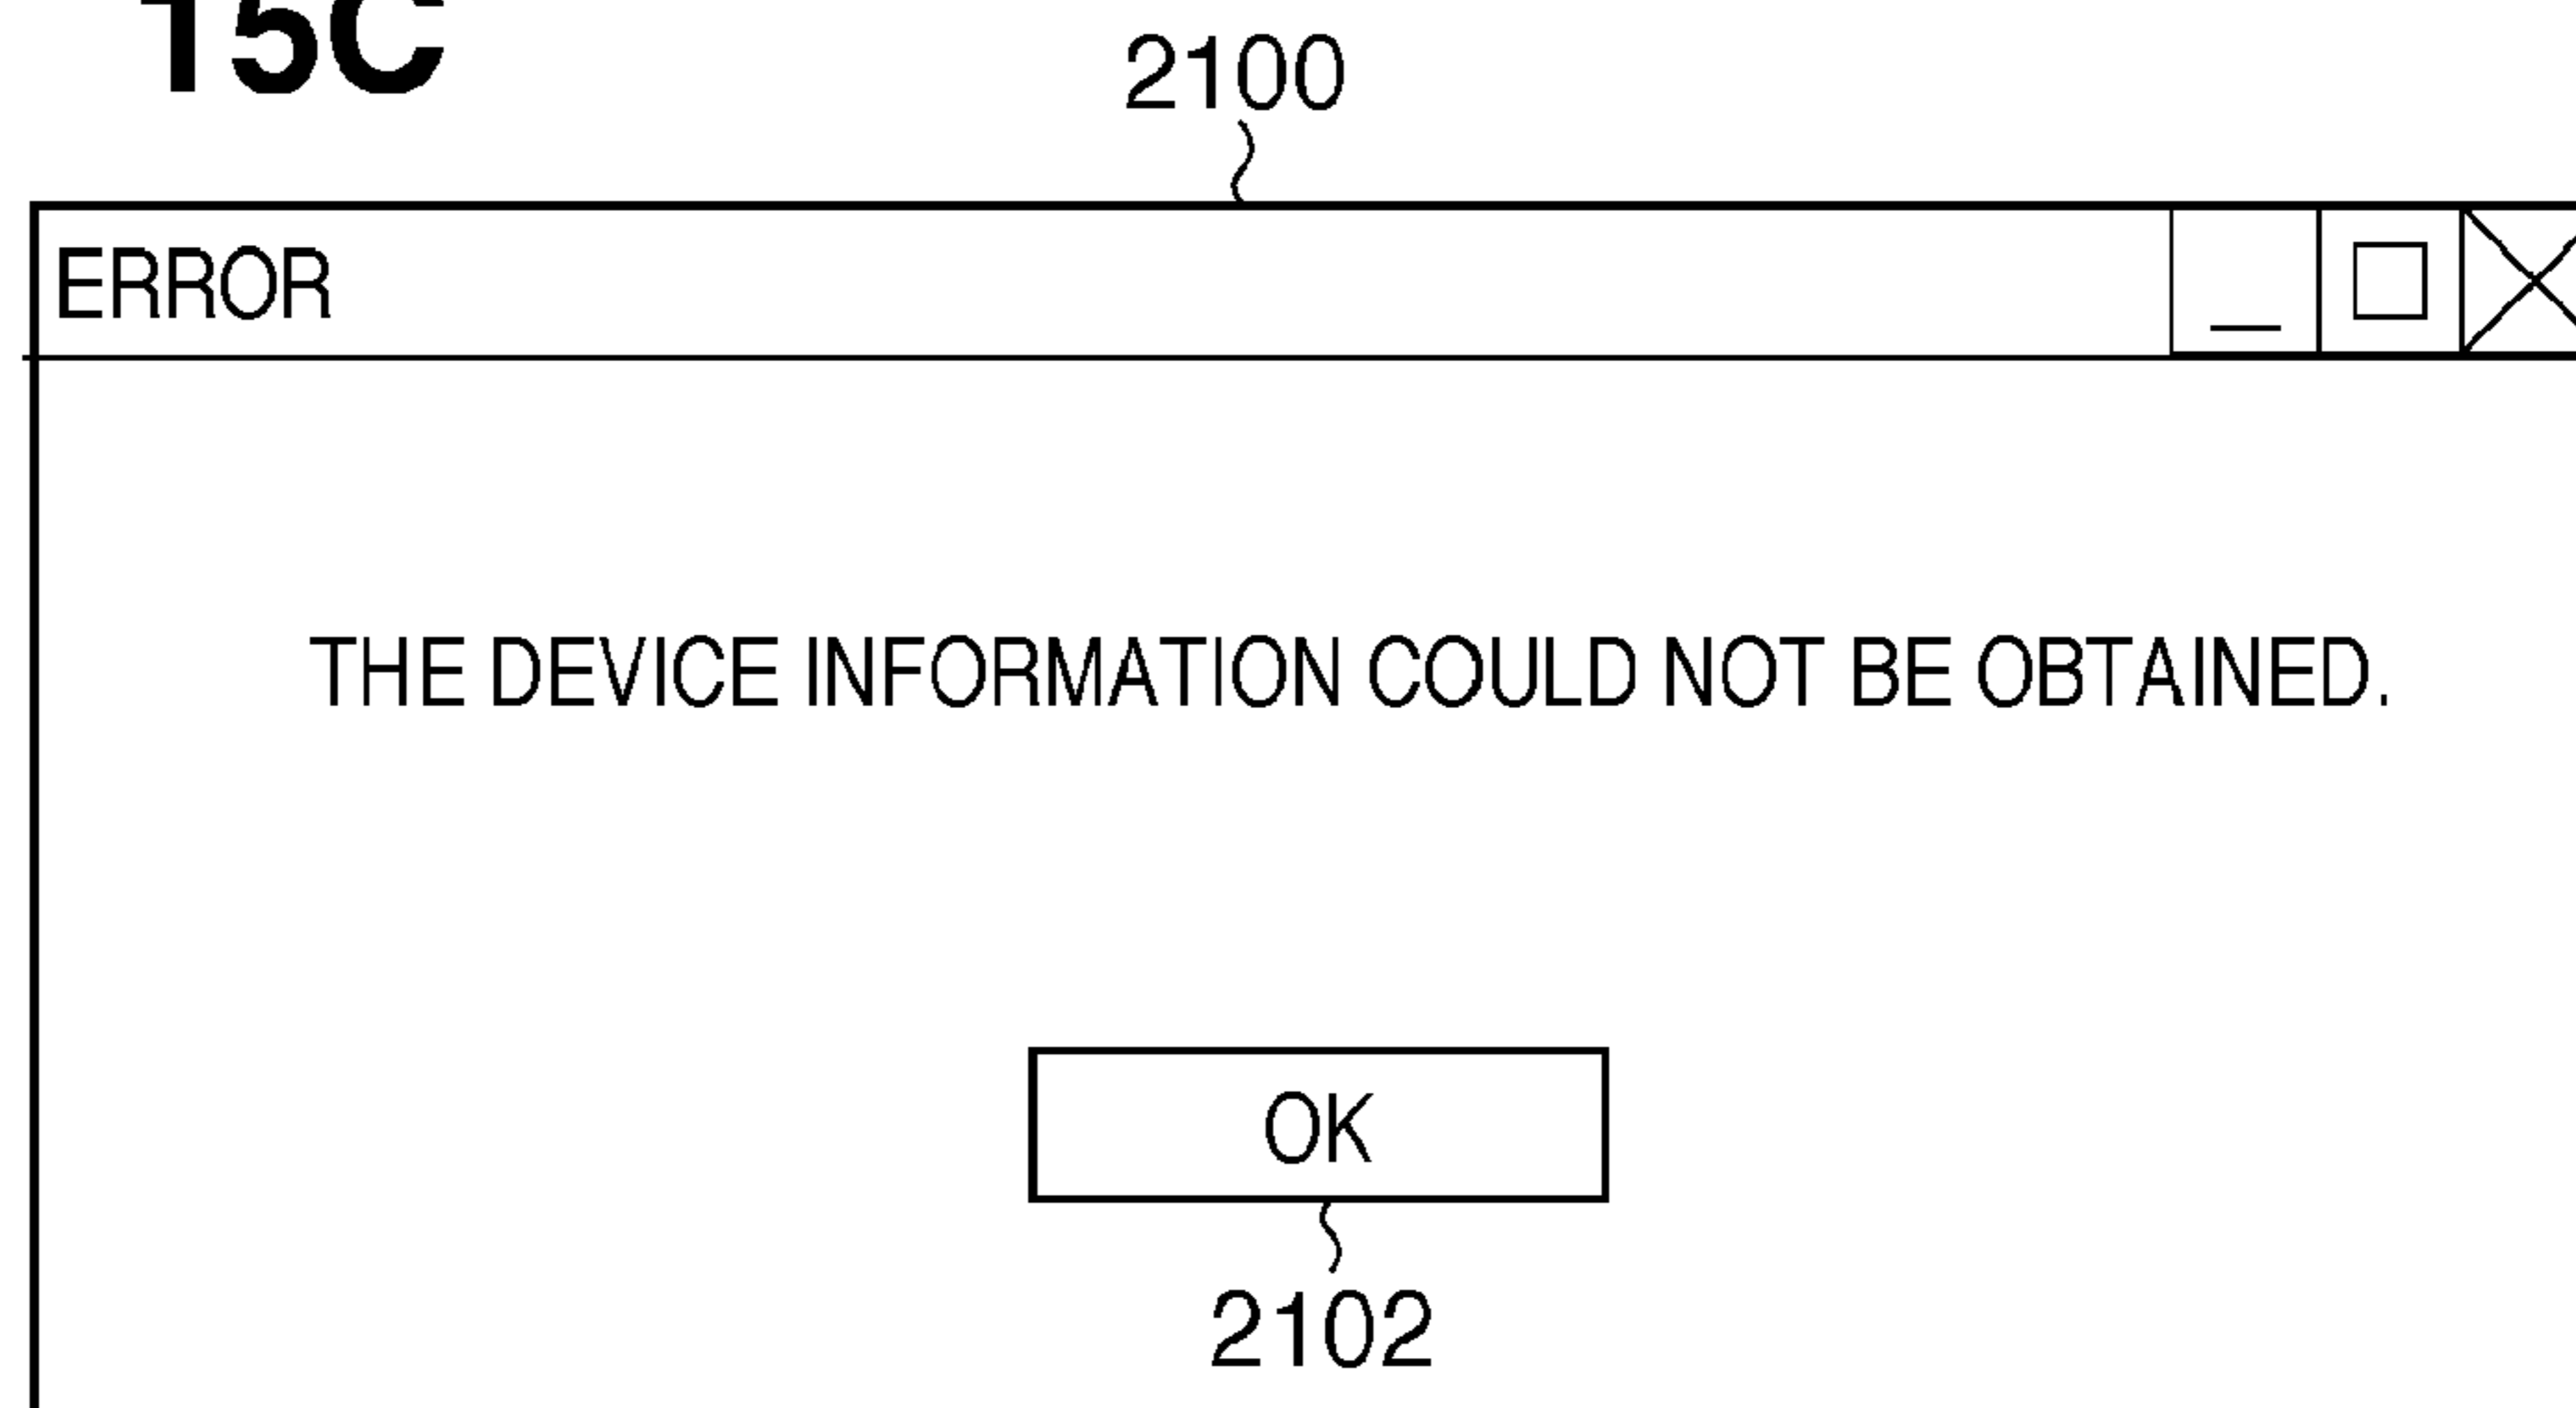 15C
2100
ERROR
THE DEVICE INFORMATION COULD NOT BE OBTAINED.
OK
2102